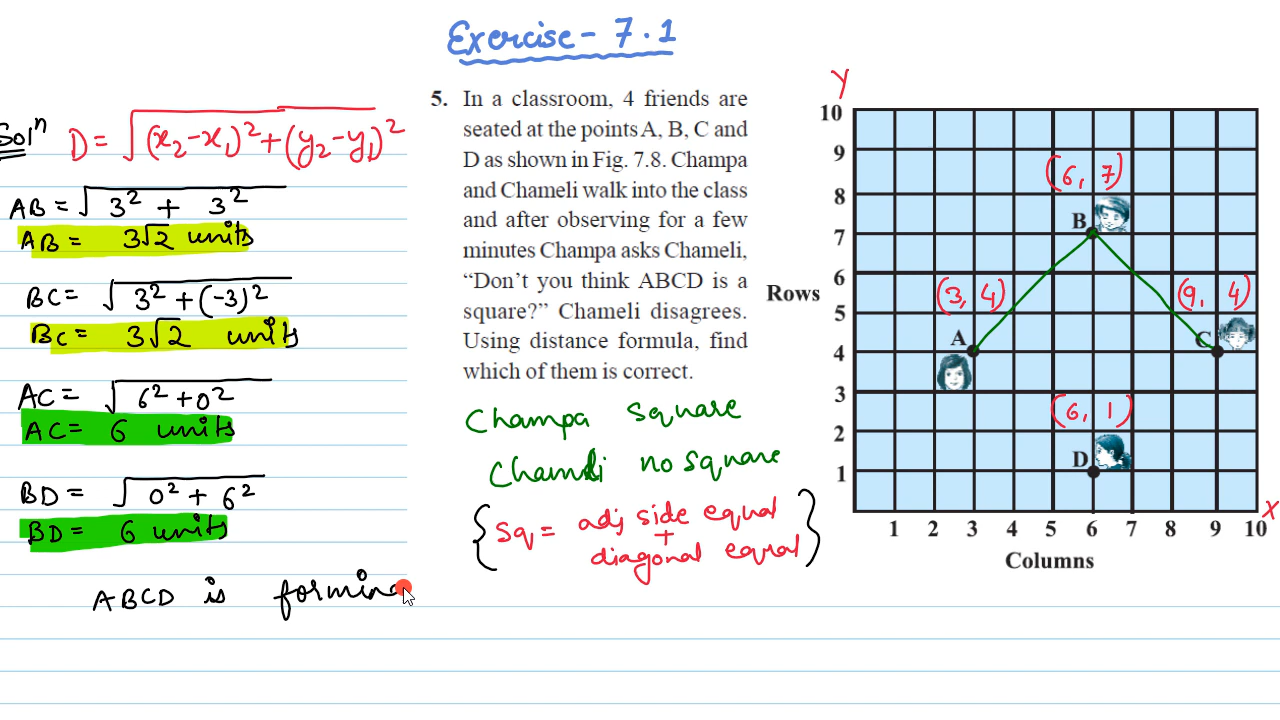 Exercise - 7.1
Solⁿ D = √(x₂-x₁)² + (y₂-y₁)²
AB = √3² + 3²
AB = 3√2 units
BC = √3² + (-3)²
BC = 3√2 units
AC = √6² + 0²
AC = 6 units
BD = √0² + 6²
BD = 6 units
ABCD is forming
5. In a classroom, 4 friends are
seated at the points A, B, C and
D as shown in Fig. 7.8. Champa
and Chameli walk into the class
and after observing for a few
minutes Champa asks Chameli,
“Don’t you think ABCD is a
square?” Chameli disagrees.
Using distance formula, find
which of them is correct.
Champa square
Chameli no square
{Sq = adj side equal
+
diagonal equal}
Y
10
9
8
7
6
5
4
3
2
1
Rows
(6, 7)
B
(3, 4)
A
(9, 4)
C
(6, 1)
D
X
1 2 3 4 5 6 7 8 9 10
Columns